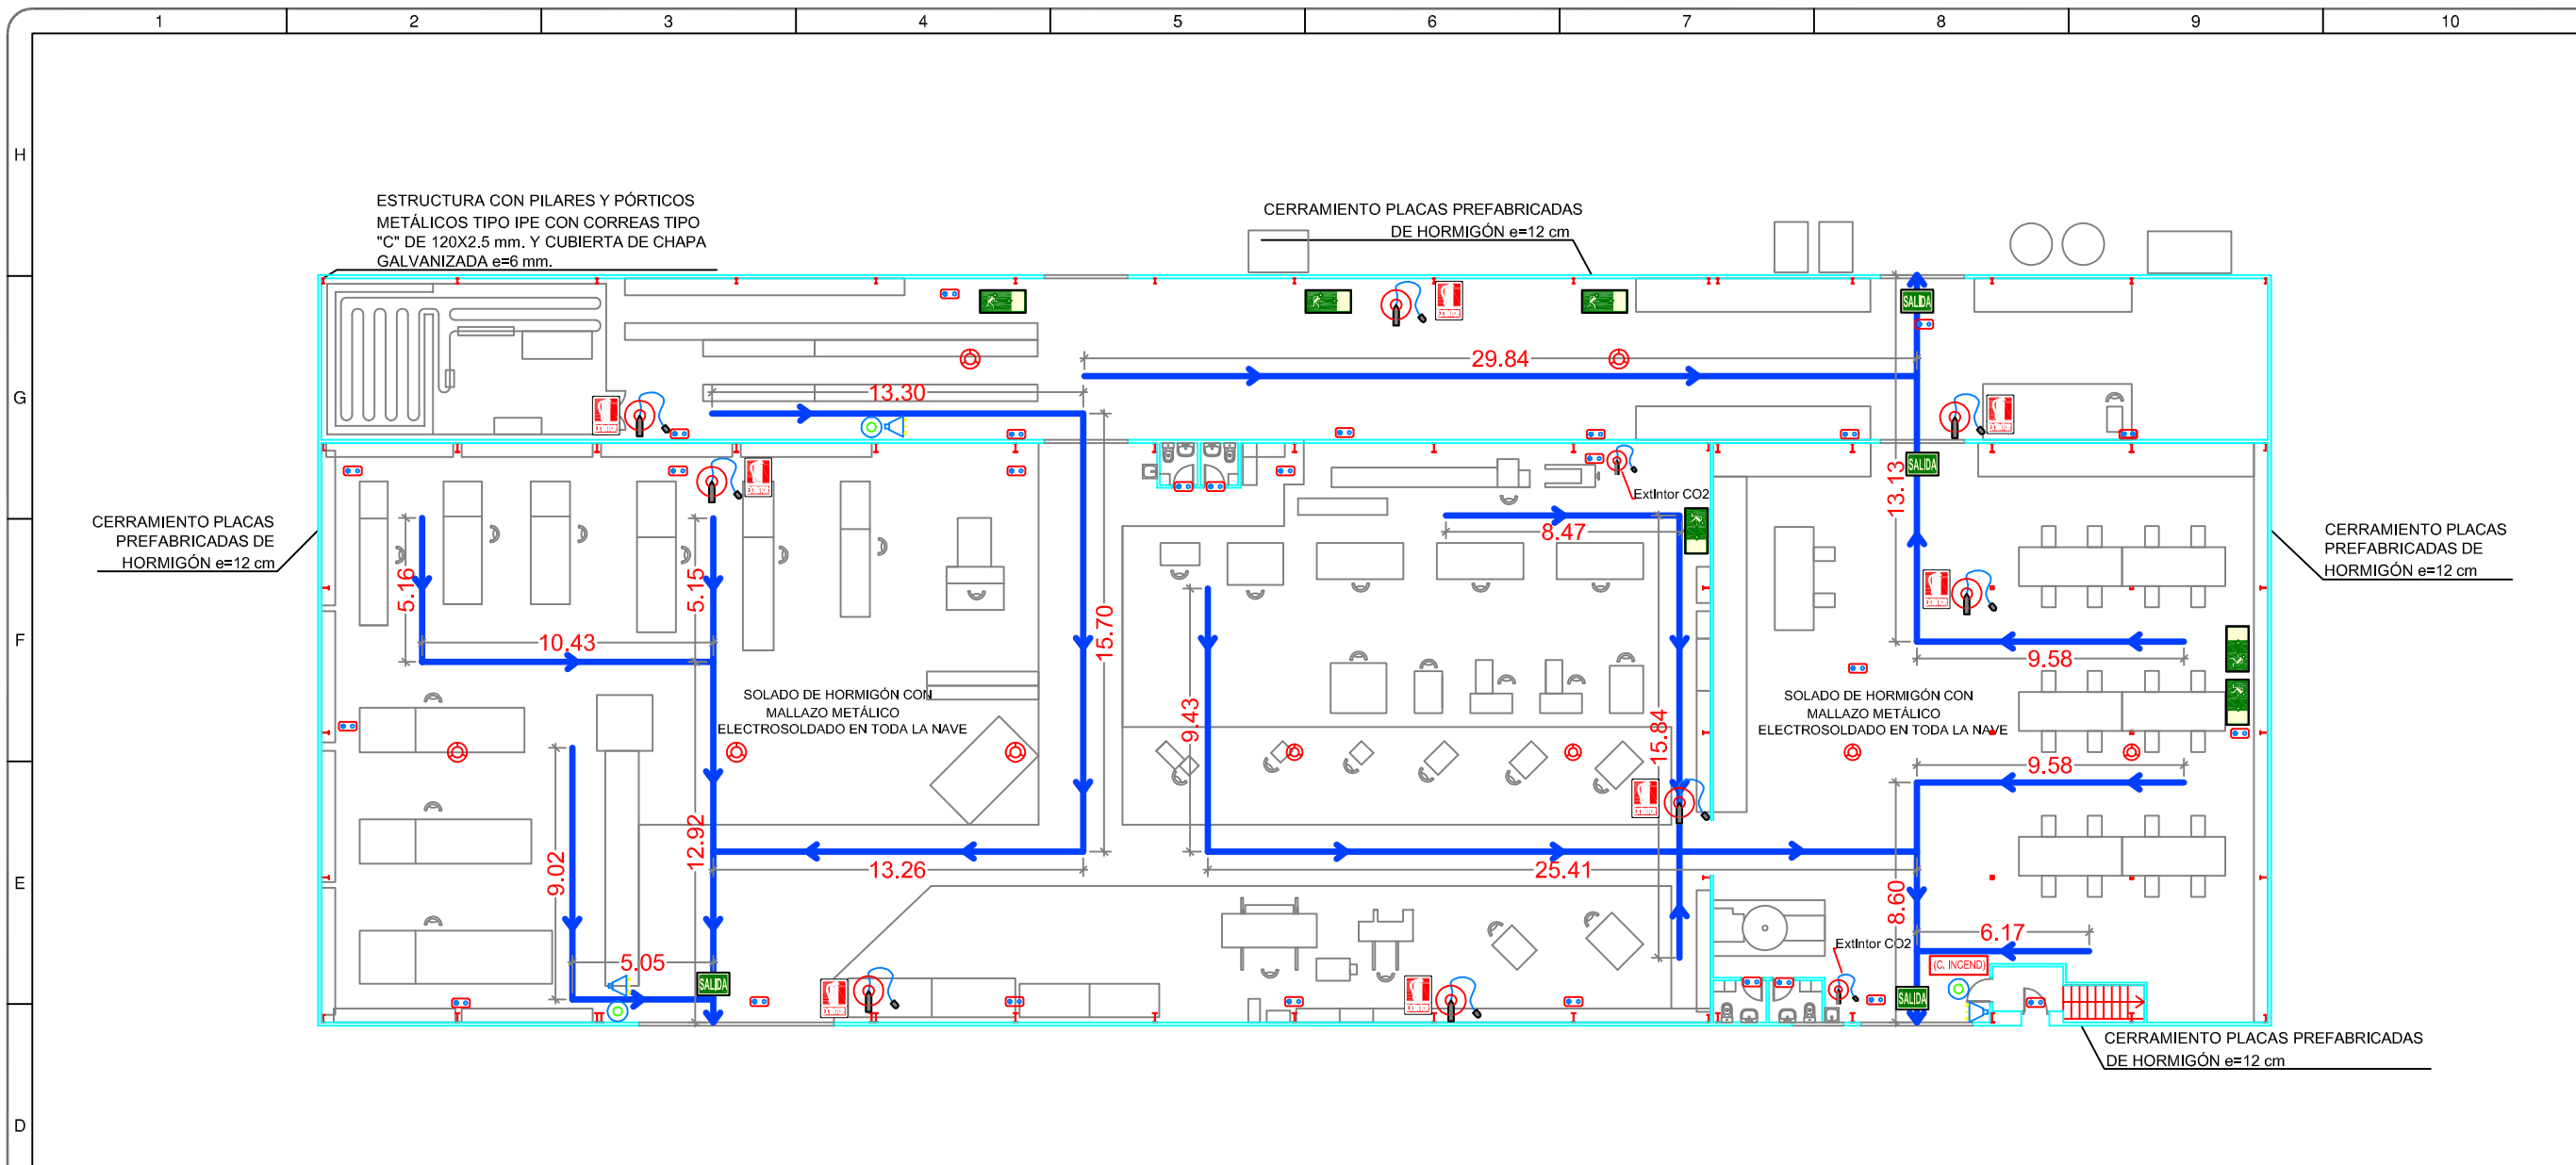 1 2 3 4 5 6 7 8 9 10
H
G
F
E
D
ESTRUCTURA CON PILARES Y PÓRTICOS
METÁLICOS TIPO IPE CON CORREAS TIPO
"C" DE 120X2.5 mm. Y CUBIERTA DE CHAPA
GALVANIZADA e=6 mm.
CERRAMIENTO PLACAS PREFABRICADAS
DE HORMIGÓN e=12 cm
SALIDA
29.84
13.30
SALIDA
13.13
Extintor CO2
CERRAMIENTO PLACAS
PREFABRICADAS DE
HORMIGÓN e=12 cm
CERRAMIENTO PLACAS
PREFABRICADAS DE
HORMIGÓN e=12 cm
8.47
5.16
5.15
10.43
15.70
9.58
SOLADO DE HORMIGÓN CON
MALLAZO METÁLICO
ELECTROSOLDADO EN TODA LA NAVE
9.43
15.84
SOLADO DE HORMIGÓN CON
MALLAZO METÁLICO
ELECTROSOLDADO EN TODA LA NAVE
9.58
12.92
9.02
13.26
25.41
8.60
6.17
Extintor CO2
5.05
(C. INCEND)
SALIDA
SALIDA
CERRAMIENTO PLACAS PREFABRICADAS
DE HORMIGÓN e=12 cm